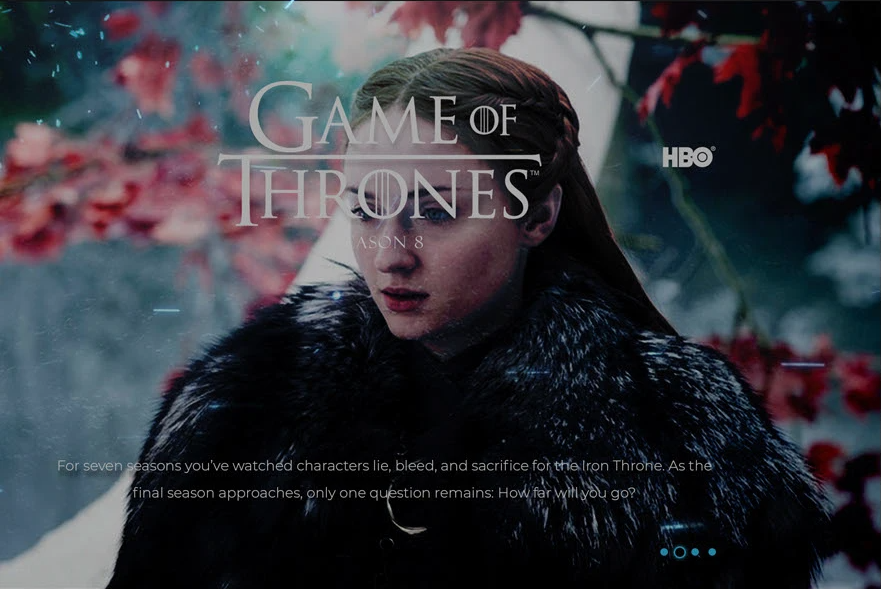 GAME OF
THRONES™
ASON 8
HBO®
For seven seasons you've watched characters lie, bleed, and sacrifice for the Iron Throne. As the
final season approaches, only one question remains: How far will you go?